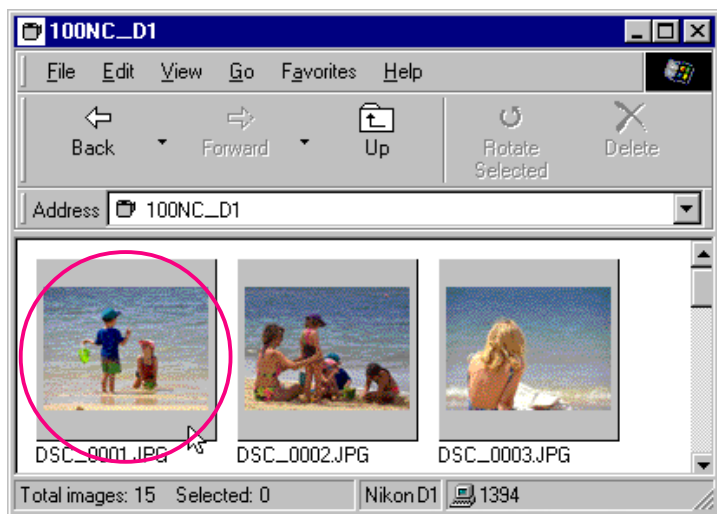 100NC_D1
File Edit View Go Favorites Help
Back Forward Up Rotate Selected Delete
Address 100NC_D1
DSC_0001.JPG DSC_0002.JPG DSC_0003.JPG
Total images: 15 Selected: 0 Nikon D1 1394